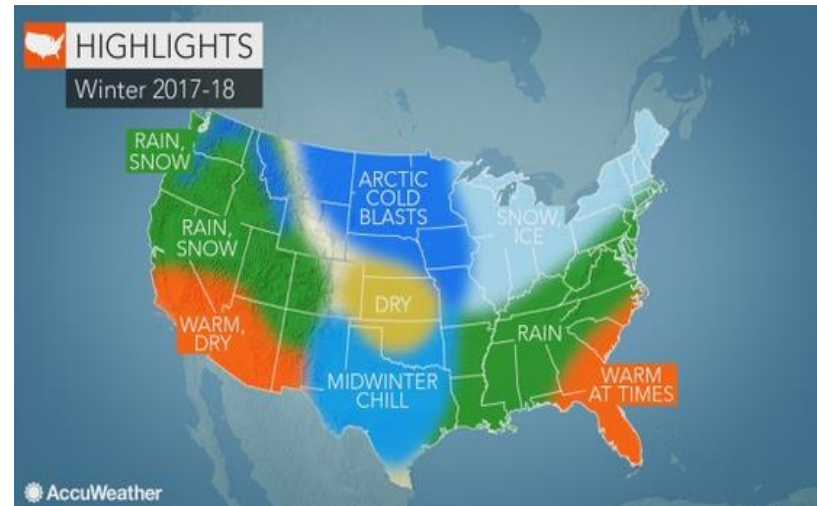 HIGHLIGHTS
Winter 2017-18
RAIN,
SNOW
ARCTIC
COLD
BLASTS
SNOW,
ICE
RAIN,
SNOW
DRY
WARM,
DRY
RAIN
MIDWINTER
CHILL
WARM
AT TIMES
AccuWeather